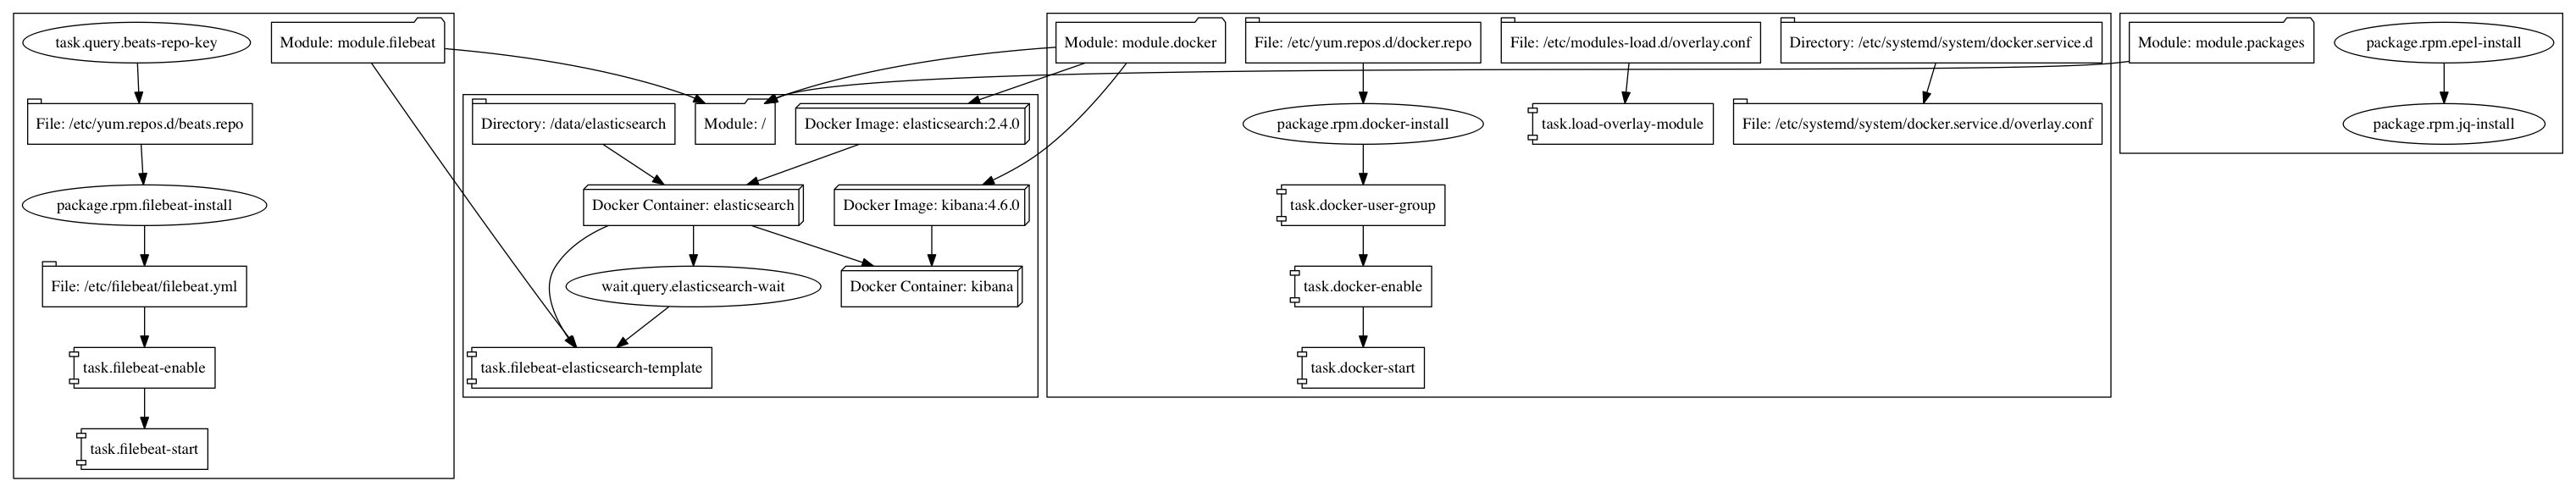 task.query.beats-repo-key
Module: module.filebeat
File: /etc/yum.repos.d/beats.repo
package.rpm.filebeat-install
File: /etc/filebeat/filebeat.yml
task.filebeat-enable
task.filebeat-start
Directory: /data/elasticsearch
Module: /
Docker Image: elasticsearch:2.4.0
Docker Container: elasticsearch
Docker Image: kibana:4.6.0
wait.query.elasticsearch-wait
Docker Container: kibana
task.filebeat-elasticsearch-template
Module: module.docker
File: /etc/yum.repos.d/docker.repo
File: /etc/modules-load.d/overlay.conf
Directory: /etc/systemd/system/docker.service.d
package.rpm.docker-install
task.load-overlay-module
File: /etc/systemd/system/docker.service.d/overlay.conf
task.docker-user-group
task.docker-enable
task.docker-start
Module: module.packages
package.rpm.epel-install
package.rpm.jq-install